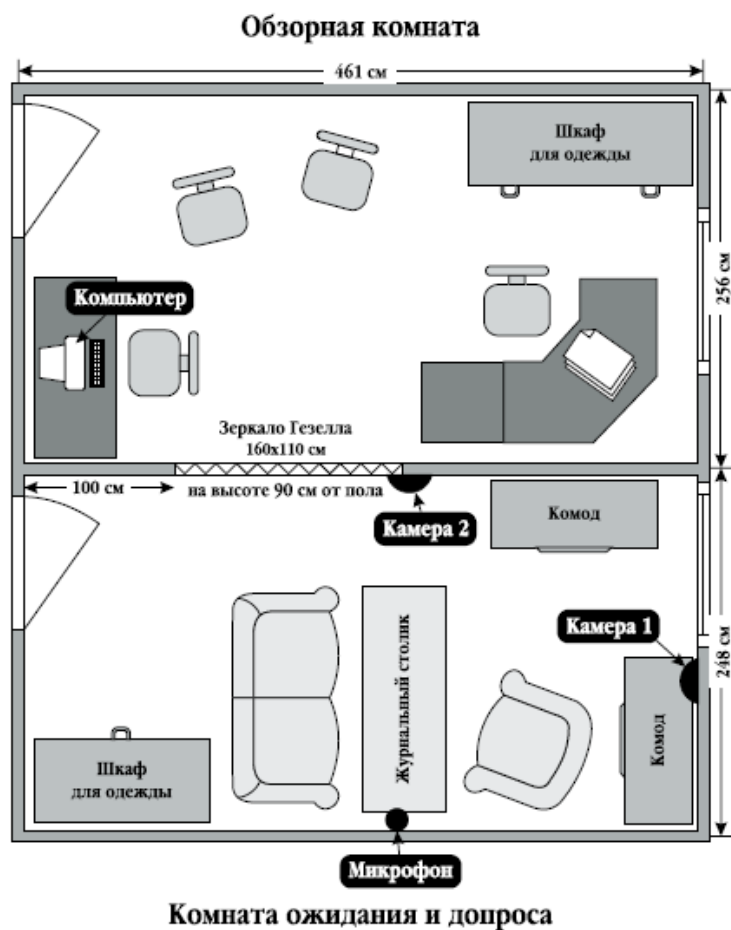 Обзорная комната
461 см
Шкаф
для одежды
256 см
Компьютер
Зеркало Гезелла
160x110 см
100 см
на высоте 90 см от пола
Камера 2
Комод
Камера 1
248 см
Журнальный столик
Комод
Шкаф
для одежды
Микрофон
Комната ожидания и допроса